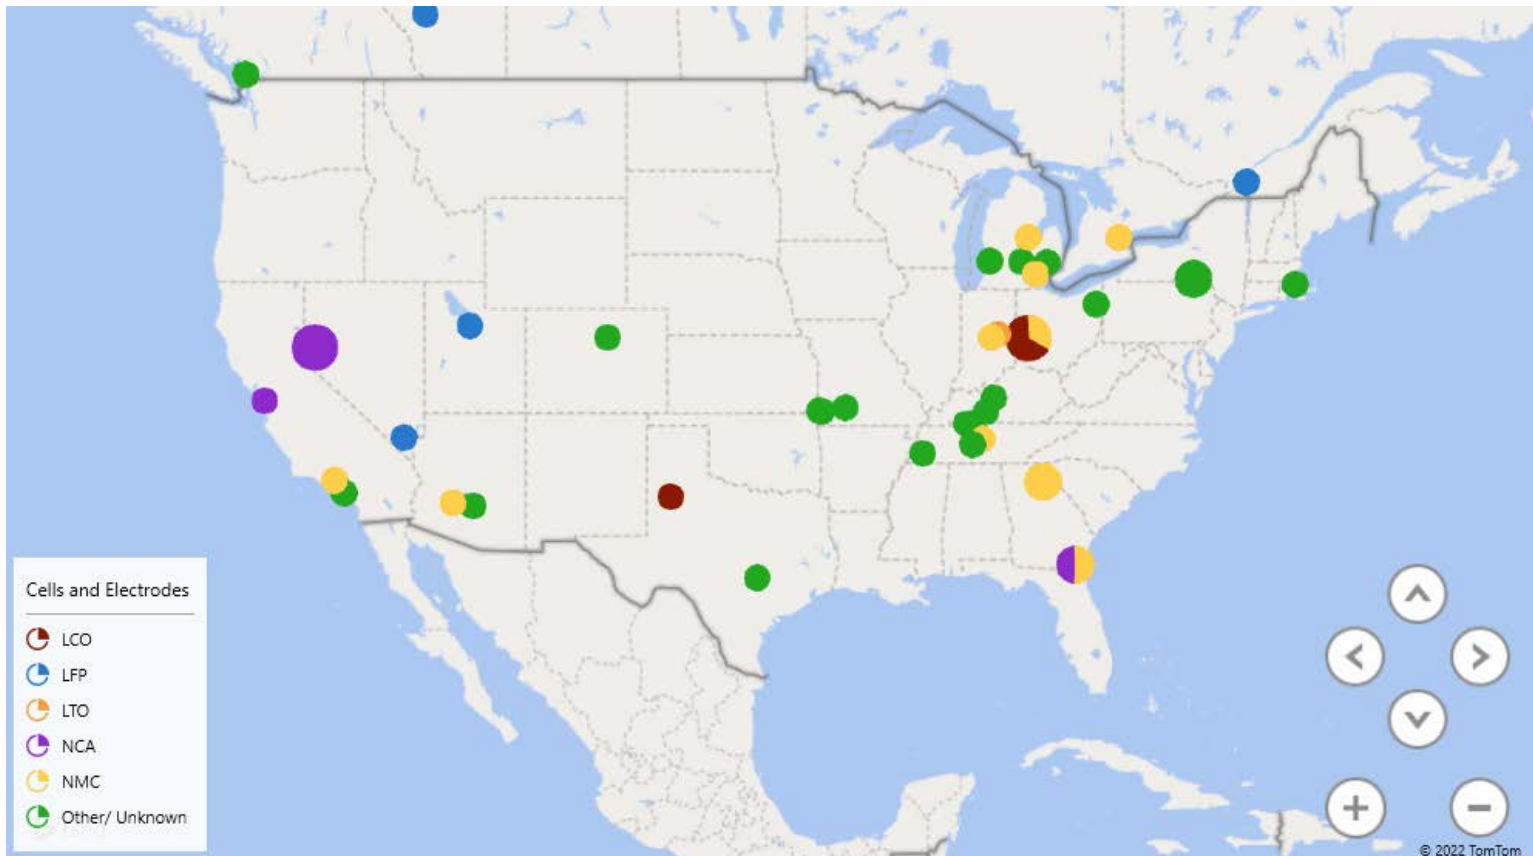 Cells and Electrodes
LCO
LFP
LTO
NCA
NMC
Other/ Unknown
© 2022 TomTom